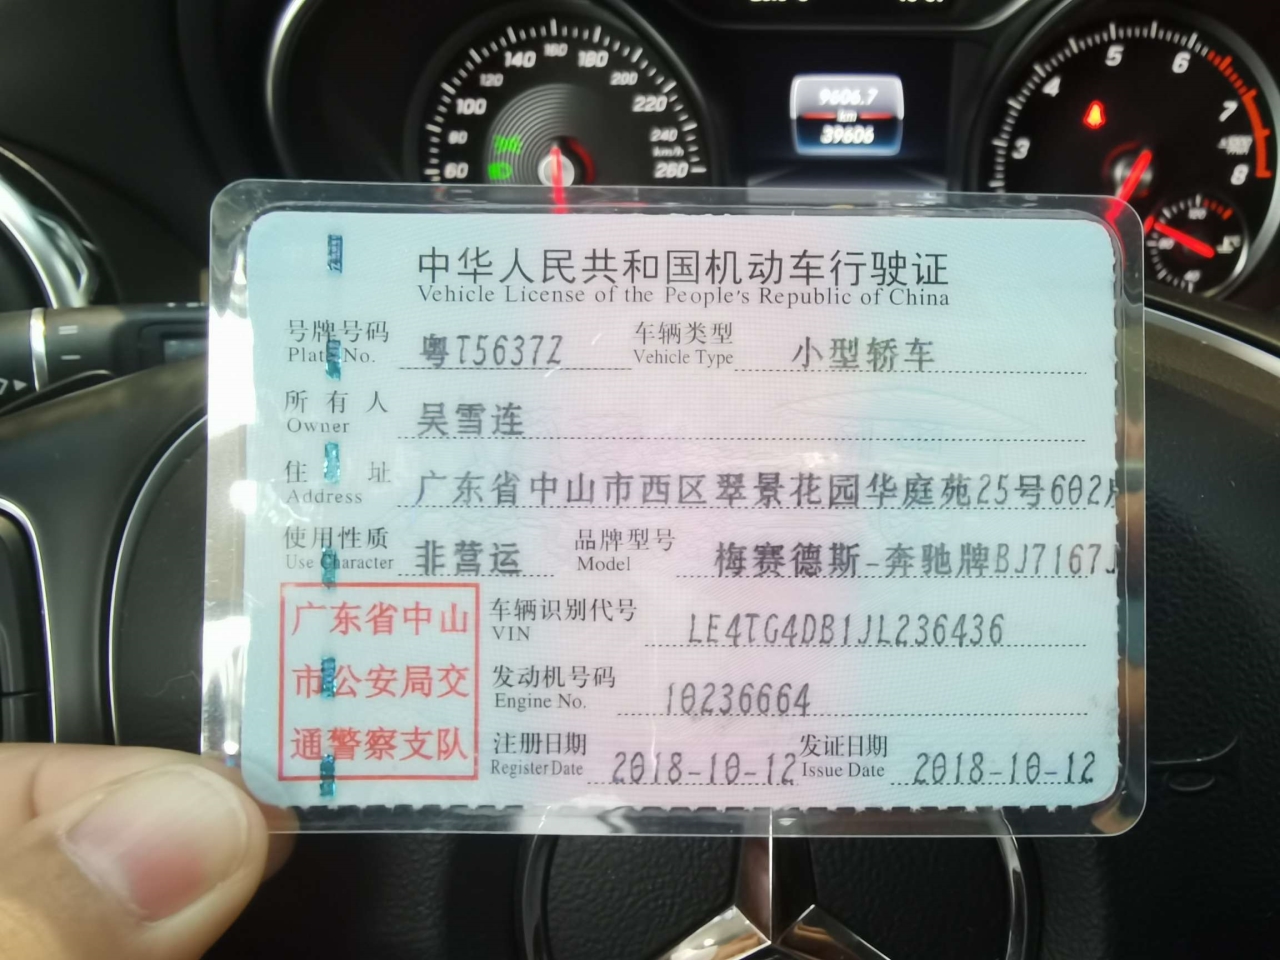 140 160 180
120 200
100 220
80 240
60 km/h 260
9606.7
km
39606
3 4 5 6 7 8
中华人民共和国机动车行驶证
Vehicle License of the People's Republic of China
号牌号码 粤T5637Z 车辆类型 小型轿车
Plate No. Vehicle Type
所有人 吴雪连
Owner
住址 广东省中山市西区翠景花园华庭苑25号602
Address
使用性质 非营运 品牌型号 梅赛德斯-奔驰牌BJ7167J
Use Character Model
广东省中山
市公安局交
通警察支队
车辆识别代号 LE4TG4DB1JL236436
VIN
发动机号码 10236664
Engine No.
注册日期 2018-10-12 发证日期 2018-10-12
Register Date Issue Date